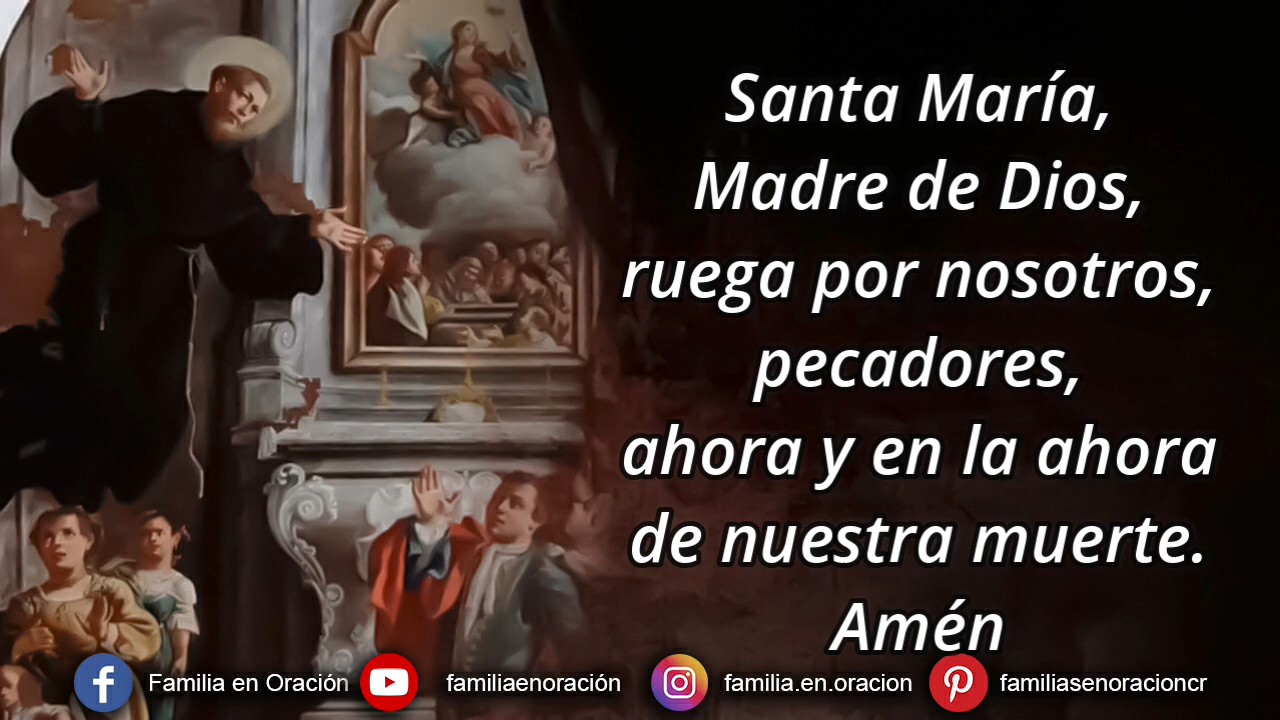 Santa María,
Madre de Dios,
ruega por nosotros,
pecadores,
ahora y en la ahora
de nuestra muerte.
Amén
Familia en Oración
familiaenoración
familia.en.oracion
familiasenoracioncr